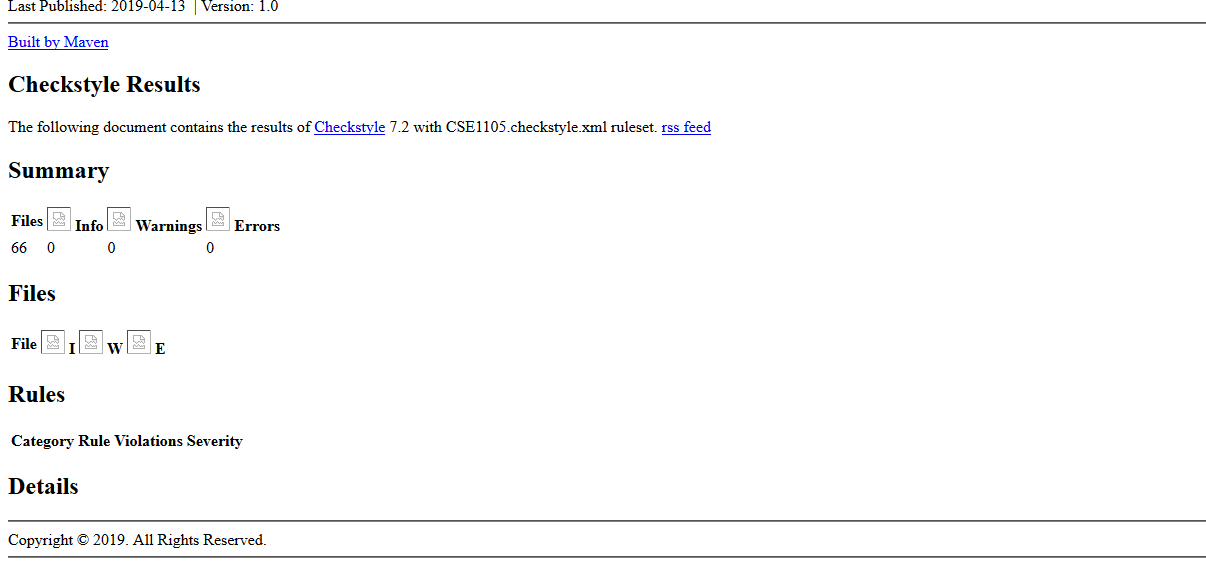 Last Published: 2019-04-13 | Version: 1.0
Built by Maven
Checkstyle Results
The following document contains the results of Checkstyle 7.2 with CSE1105.checkstyle.xml ruleset. rss feed
Summary
Files Info Warnings Errors
66 0 0 0
Files
File I W E
Rules
Category Rule Violations Severity
Details
Copyright © 2019. All Rights Reserved.